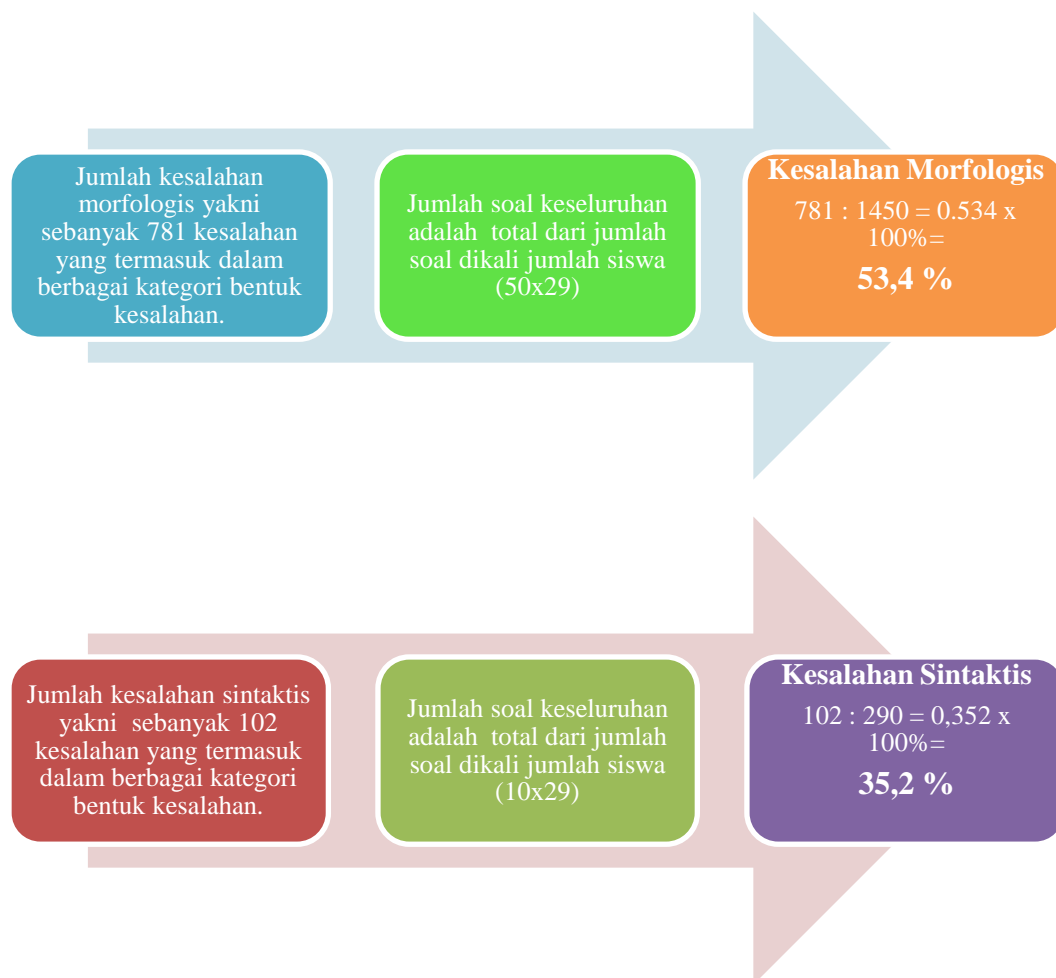 Jumlah kesalahan
morfologis yakni
sebanyak 781 kesalahan
yang termasuk dalam
berbagai kategori bentuk
kesalahan.
Jumlah soal keseluruhan
adalah  total dari jumlah
soal dikali jumlah siswa
(50x29)
Kesalahan Morfologis
781 : 1450 = 0.534 x
100%=
53,4 %
Jumlah kesalahan sintaktis
yakni  sebanyak 102
kesalahan yang termasuk
dalam berbagai kategori
bentuk kesalahan.
Jumlah soal keseluruhan
adalah  total dari jumlah
soal dikali jumlah siswa
(10x29)
Kesalahan Sintaktis
102 : 290 = 0,352 x
100%=
35,2 %